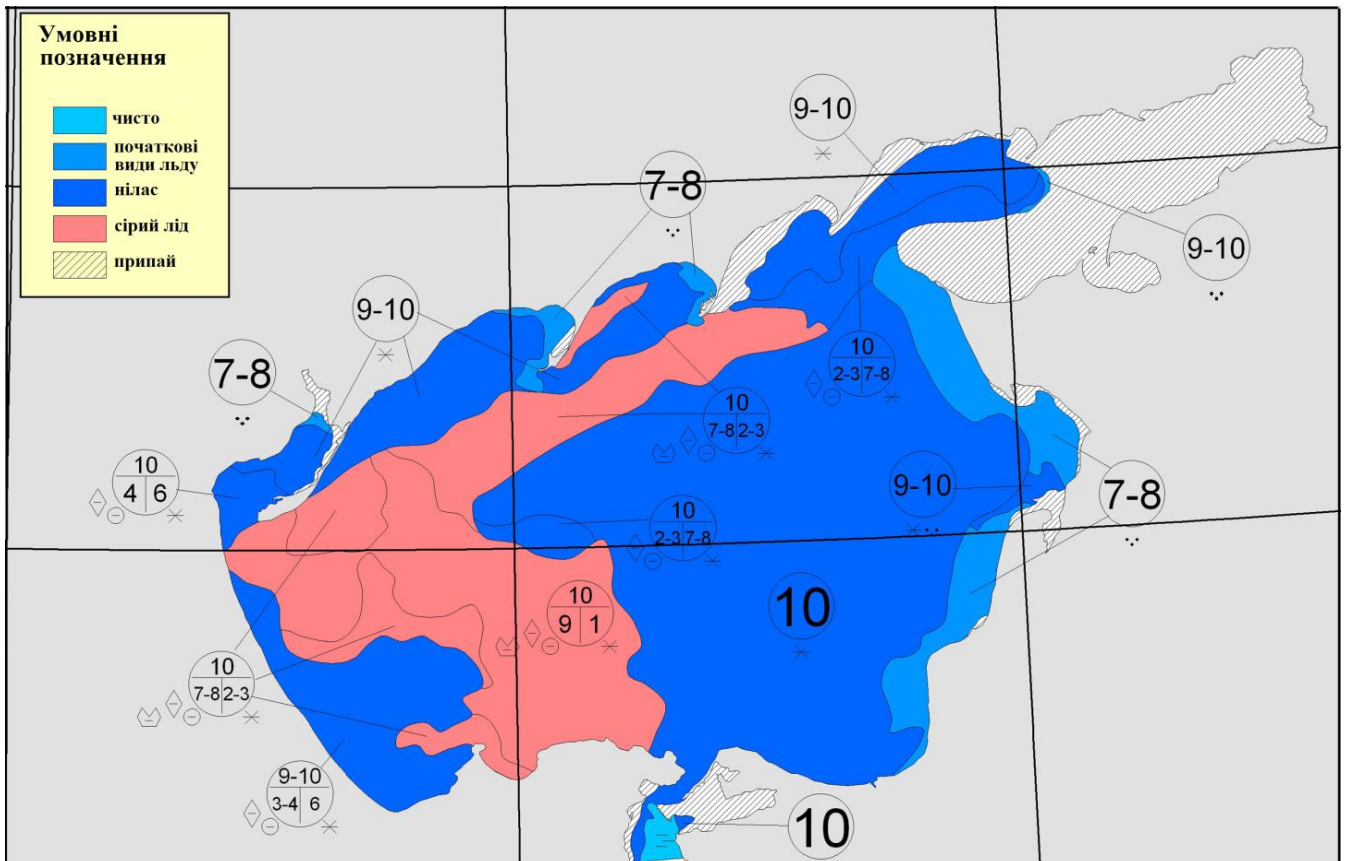 Умовні
позначення
чисто
початкові
види льду
нілас
сірий лід
припай
9-10
7-8
9-10
9-10
7-8
10
2-3 7-8
10
7-8 2-3
10
4 6
9-10
7-8
10
2-3 7-8
10
9 1
10
10
7-8 2-3
9-10
3-4 6
10